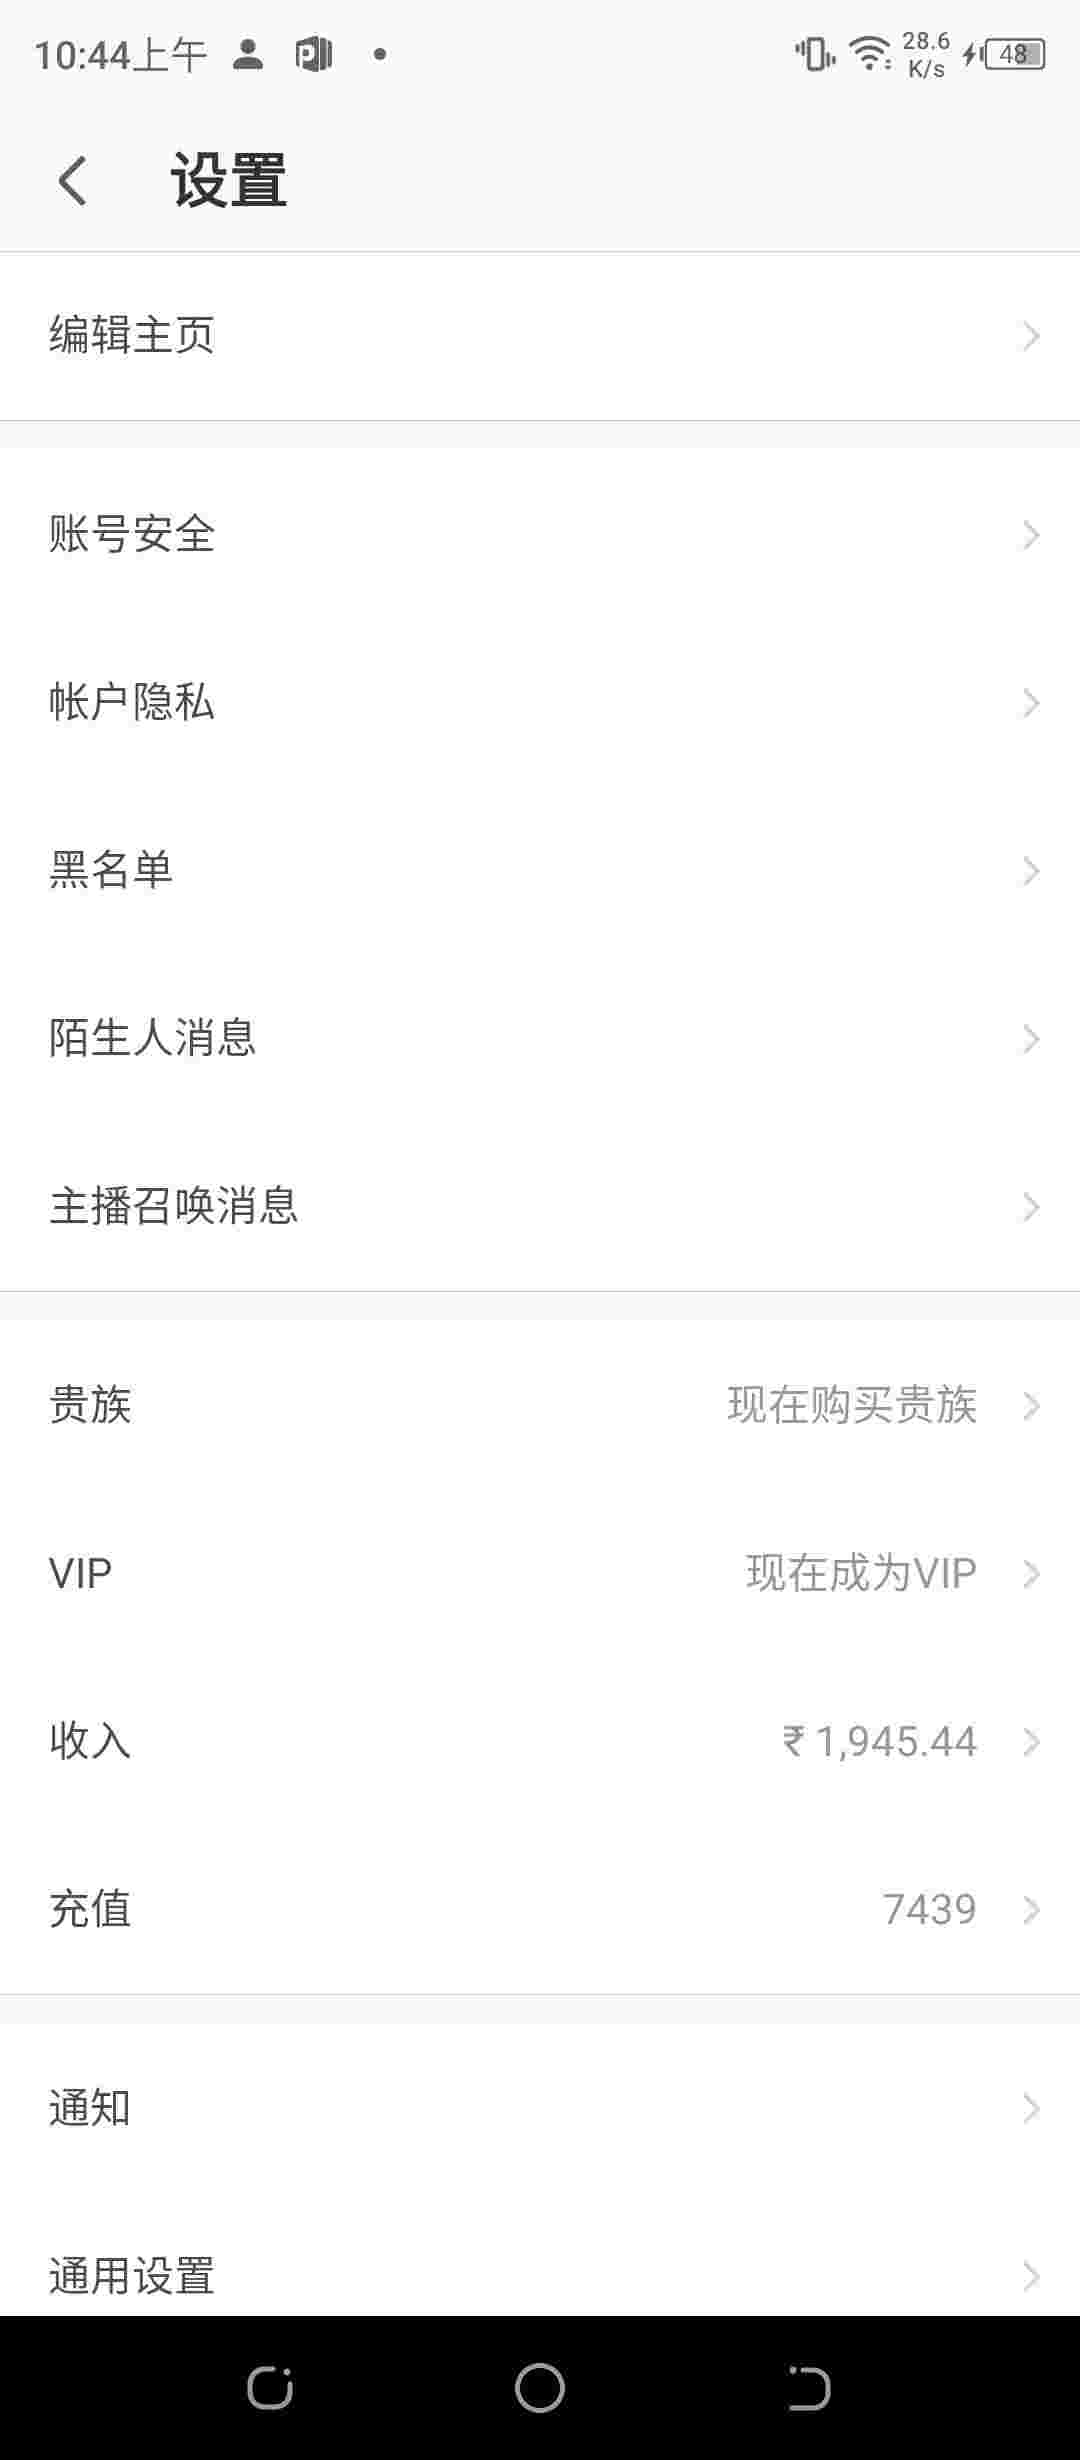 10:44上午
28.6
K/s
48
设置
编辑主页
账号安全
帐户隐私
黑名单
陌生人消息
主播召唤消息
贵族 现在购买贵族
VIP 现在成为VIP
收入 ₹ 1,945.44
充值 7439
通知
通用设置